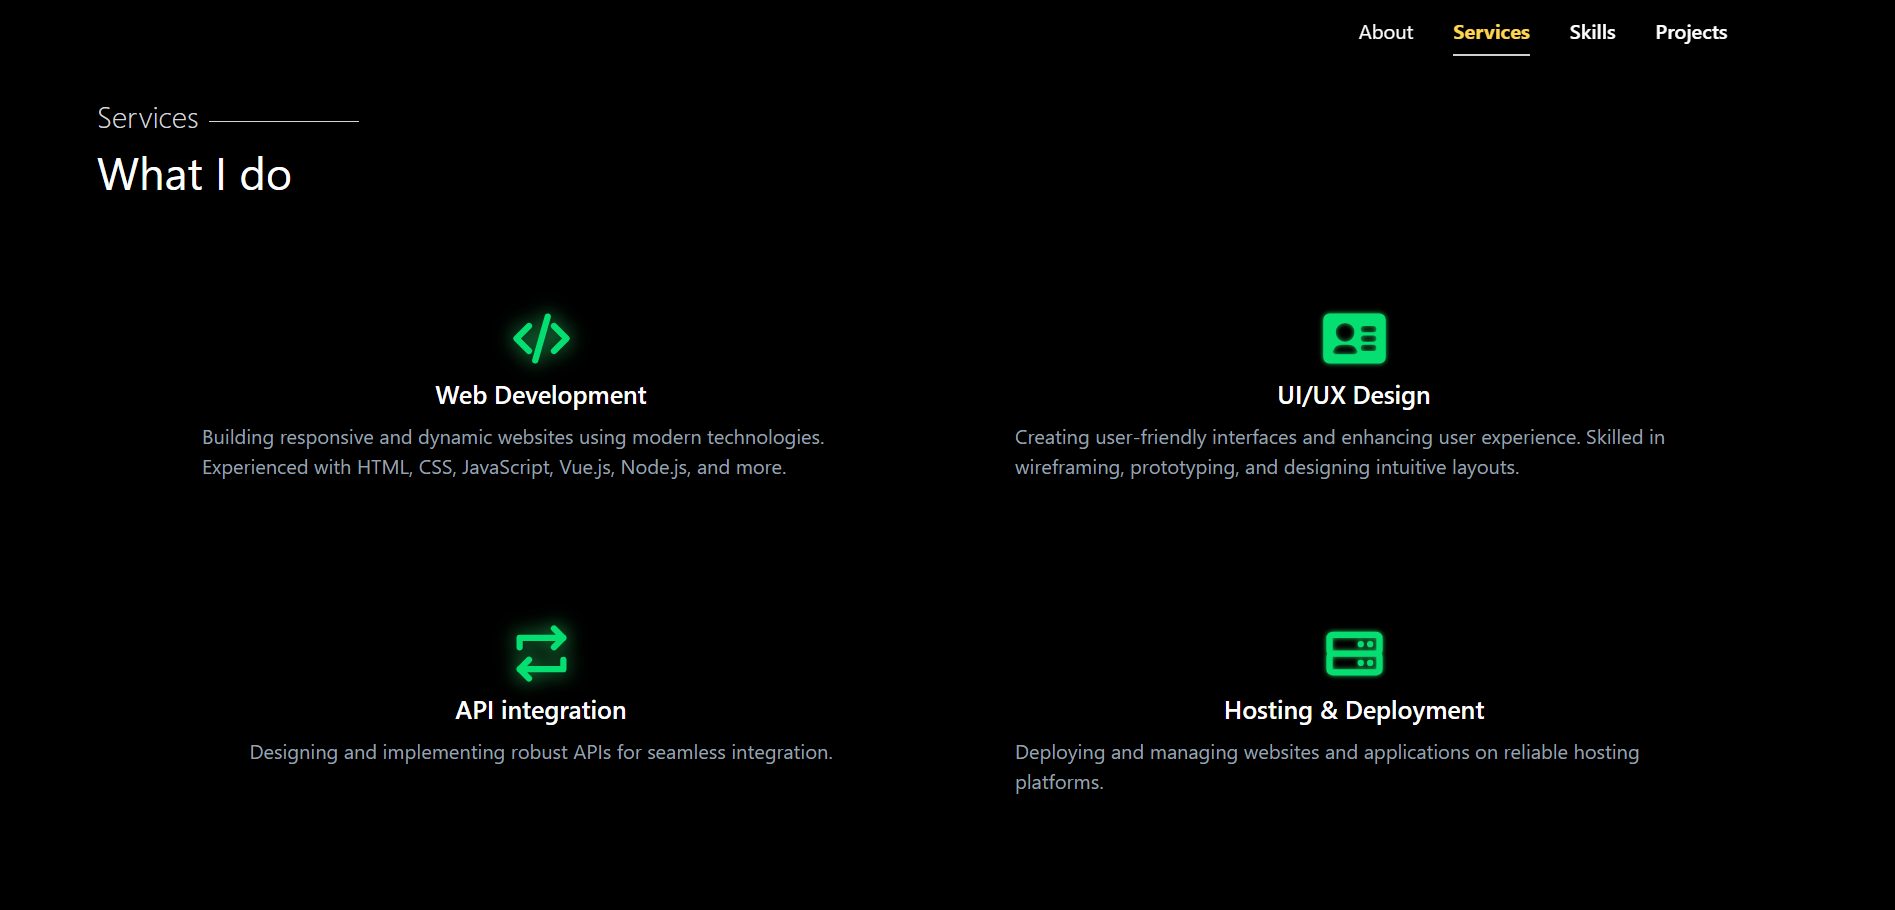 About Services Skills Projects
Services
What I do
Web Development
Building responsive and dynamic websites using modern technologies.
Experienced with HTML, CSS, JavaScript, Vue.js, Node.js, and more.
UI/UX Design
Creating user-friendly interfaces and enhancing user experience. Skilled in
wireframing, prototyping, and designing intuitive layouts.
API integration
Designing and implementing robust APIs for seamless integration.
Hosting & Deployment
Deploying and managing websites and applications on reliable hosting
platforms.